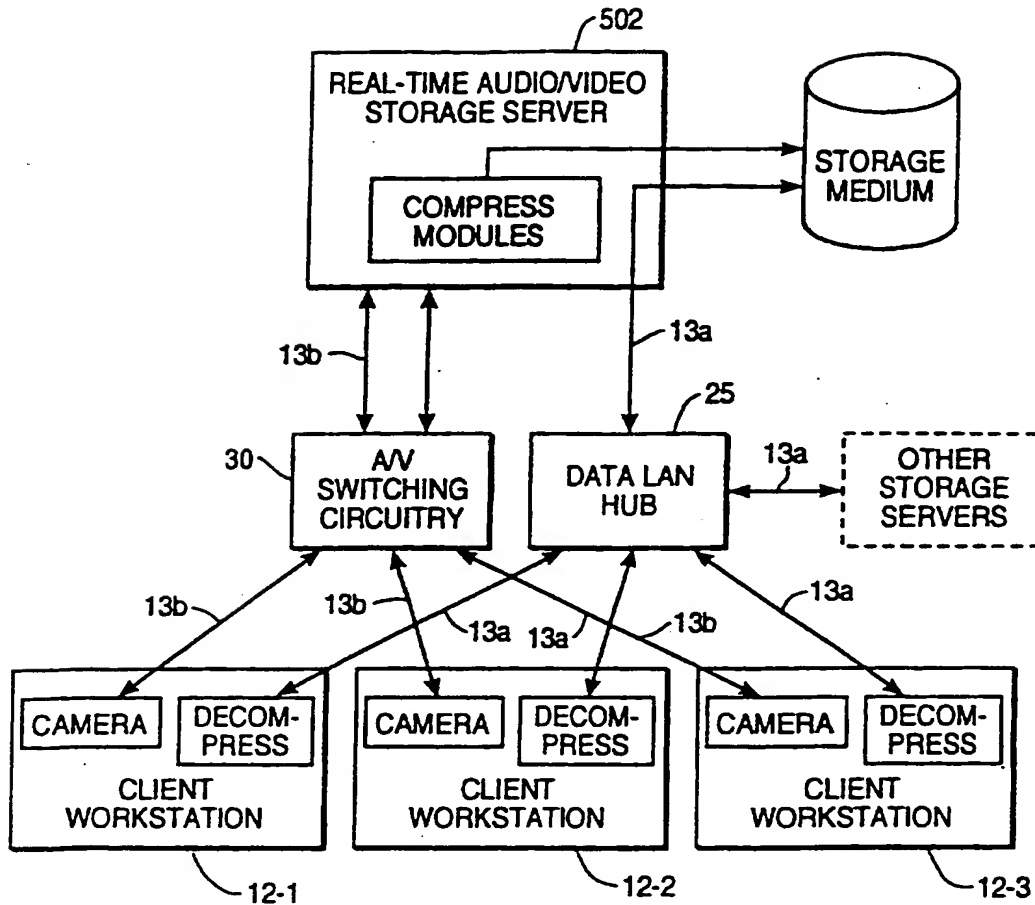 502
REAL-TIME AUDIO/VIDEO
STORAGE SERVER
COMPRESS
MODULES
STORAGE
MEDIUM
13b
13a
25
30
A/V
SWITCHING
CIRCUITRY
DATA LAN
HUB
13a
OTHER
STORAGE
SERVERS
13b
13b
13a
13a
13b
13a
CAMERA
DECOM-
PRESS
CLIENT
WORKSTATION
CAMERA
DECOM-
PRESS
CLIENT
WORKSTATION
CAMERA
DECOM-
PRESS
CLIENT
WORKSTATION
12-1
12-2
12-3